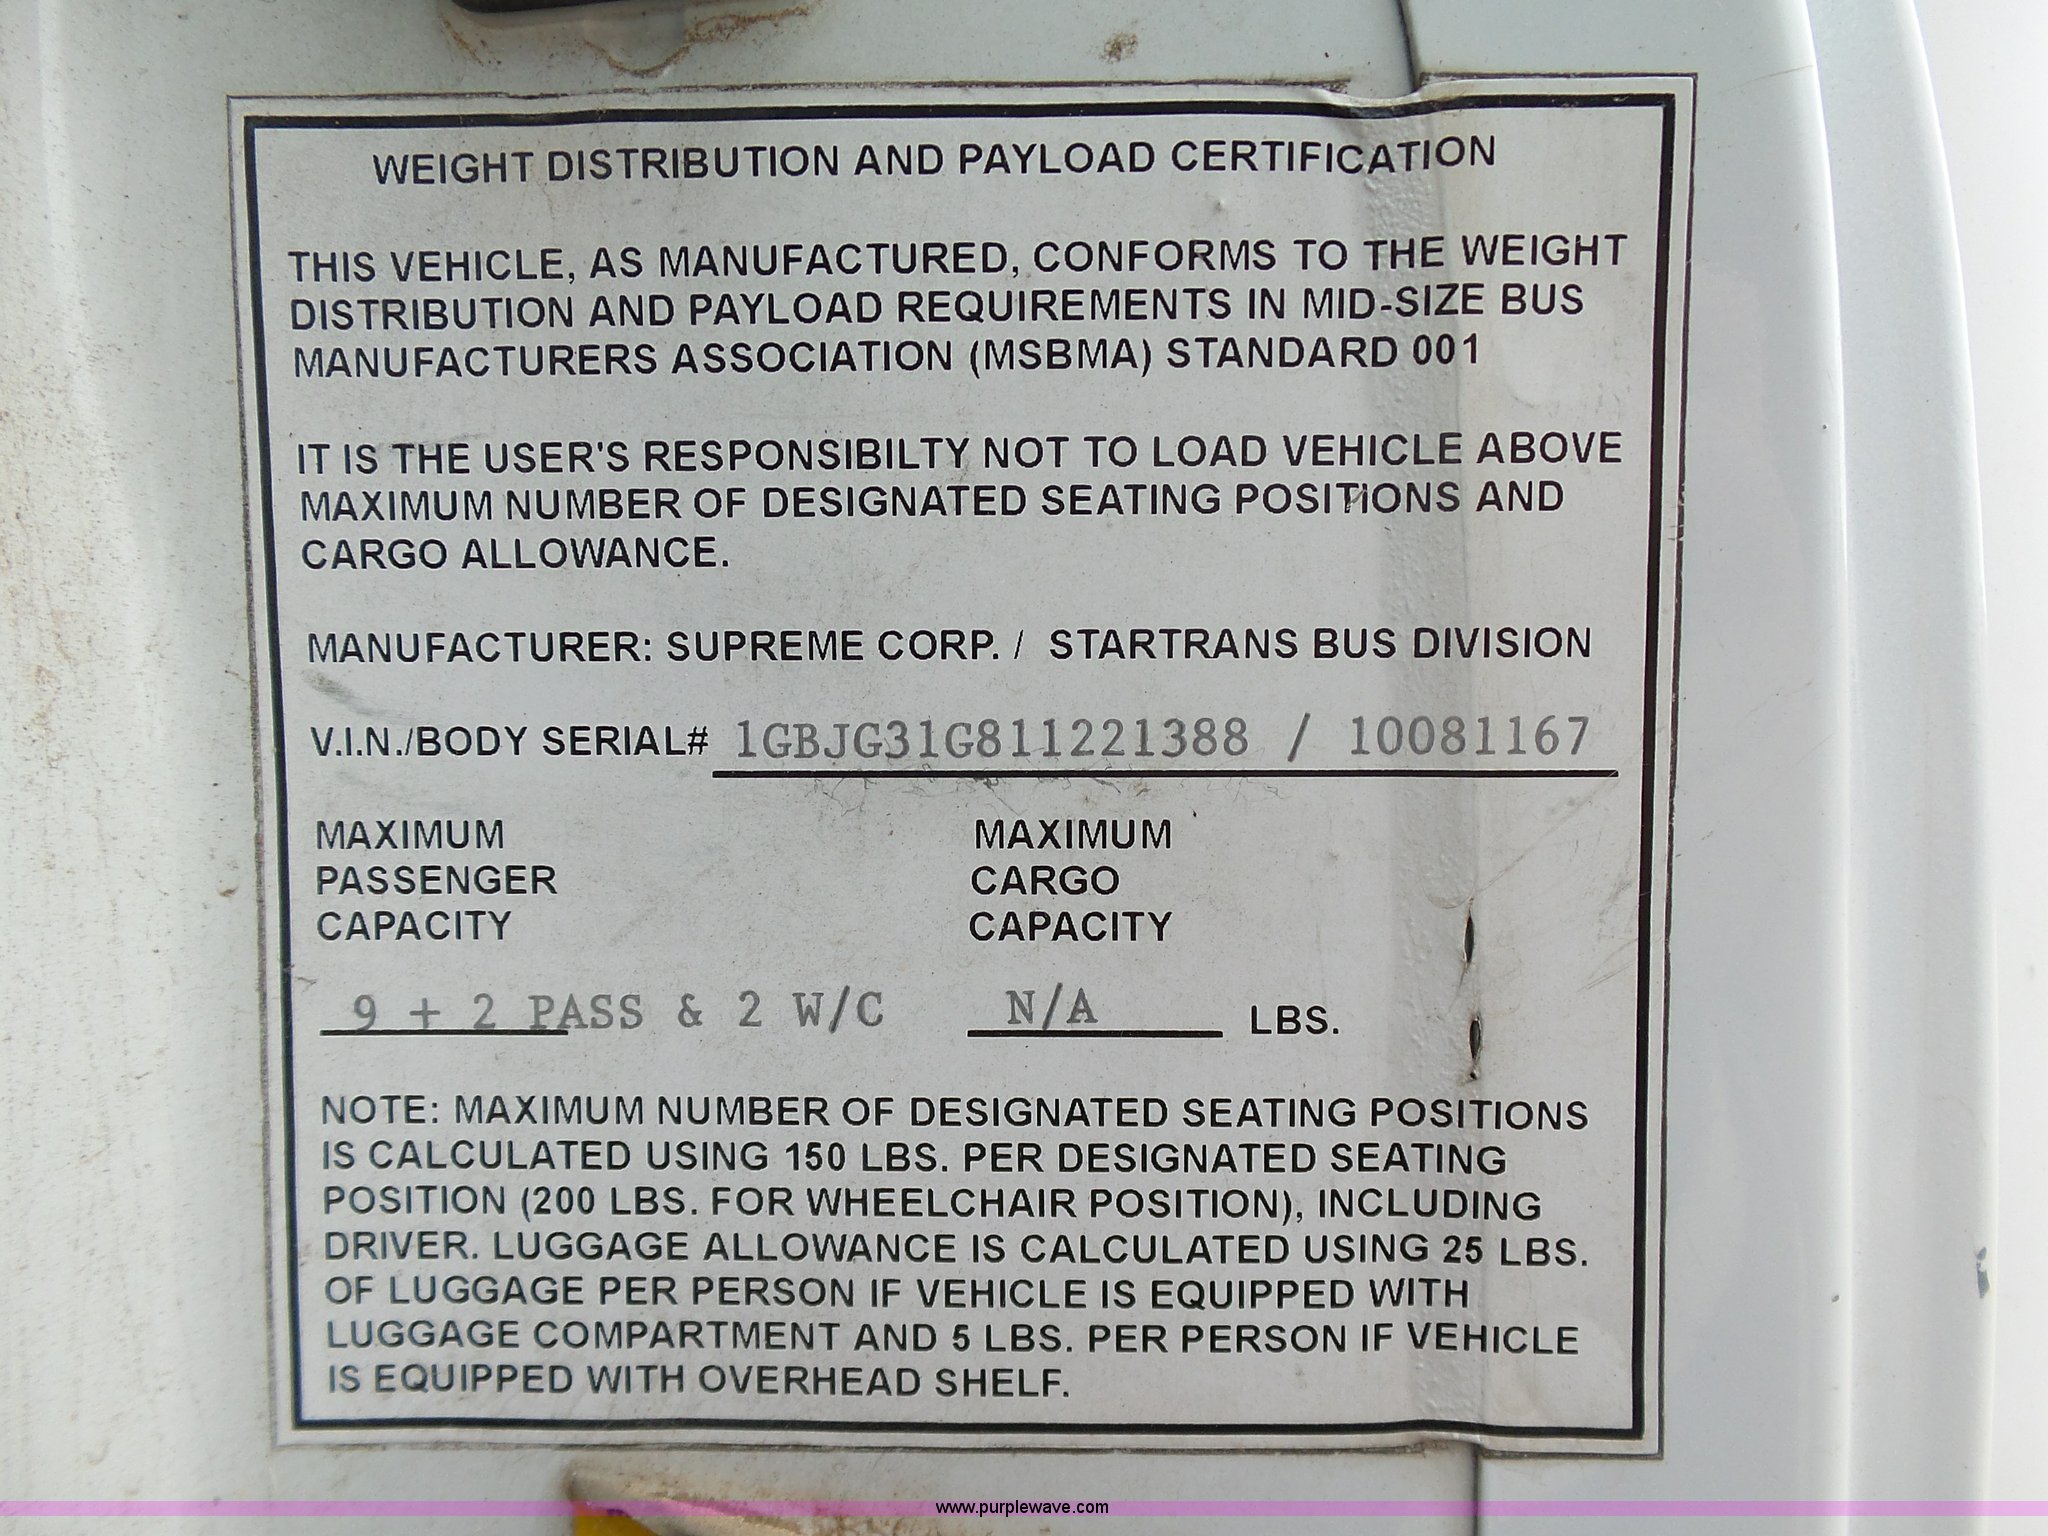 WEIGHT DISTRIBUTION AND PAYLOAD CERTIFICATION
THIS VEHICLE, AS MANUFACTURED, CONFORMS TO THE WEIGHT
DISTRIBUTION AND PAYLOAD REQUIREMENTS IN MID-SIZE BUS
MANUFACTURERS ASSOCIATION (MSBMA) STANDARD 001
IT IS THE USER'S RESPONSIBILTY NOT TO LOAD VEHICLE ABOVE
MAXIMUM NUMBER OF DESIGNATED SEATING POSITIONS AND
CARGO ALLOWANCE.
MANUFACTURER: SUPREME CORP. / STARTRANS BUS DIVISION
V.I.N./BODY SERIAL# 1GBJG31G811221388 / 10081167
MAXIMUM
PASSENGER
CAPACITY
MAXIMUM
CARGO
CAPACITY
9 + 2 PASS & 2 W/C N/A LBS.
NOTE: MAXIMUM NUMBER OF DESIGNATED SEATING POSITIONS
IS CALCULATED USING 150 LBS. PER DESIGNATED SEATING
POSITION (200 LBS. FOR WHEELCHAIR POSITION), INCLUDING
DRIVER. LUGGAGE ALLOWANCE IS CALCULATED USING 25 LBS.
OF LUGGAGE PER PERSON IF VEHICLE IS EQUIPPED WITH
LUGGAGE COMPARTMENT AND 5 LBS. PER PERSON IF VEHICLE
IS EQUIPPED WITH OVERHEAD SHELF.
www.purplewave.com